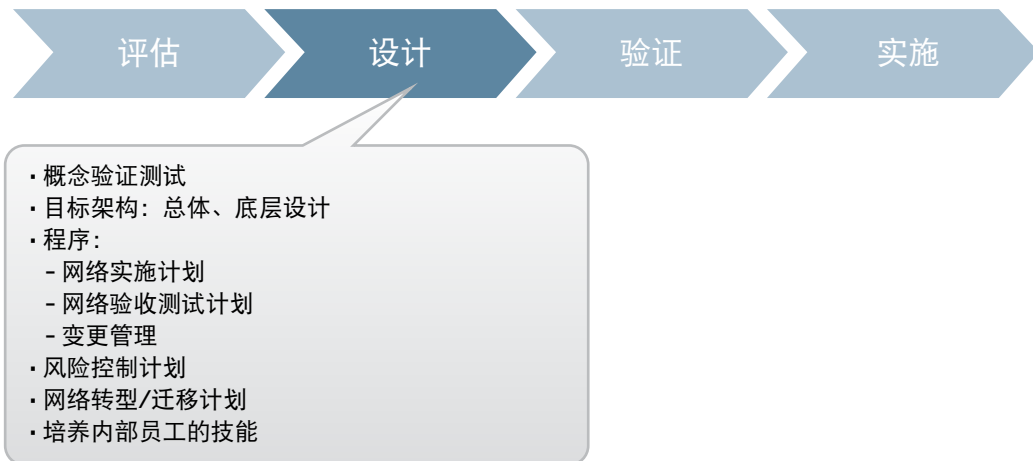 评估
设计
验证
实施
▪概念验证测试
▪目标架构：总体、底层设计
▪程序：
－网络实施计划
－网络验收测试计划
－变更管理
▪风险控制计划
▪网络转型/迁移计划
▪培养内部员工的技能